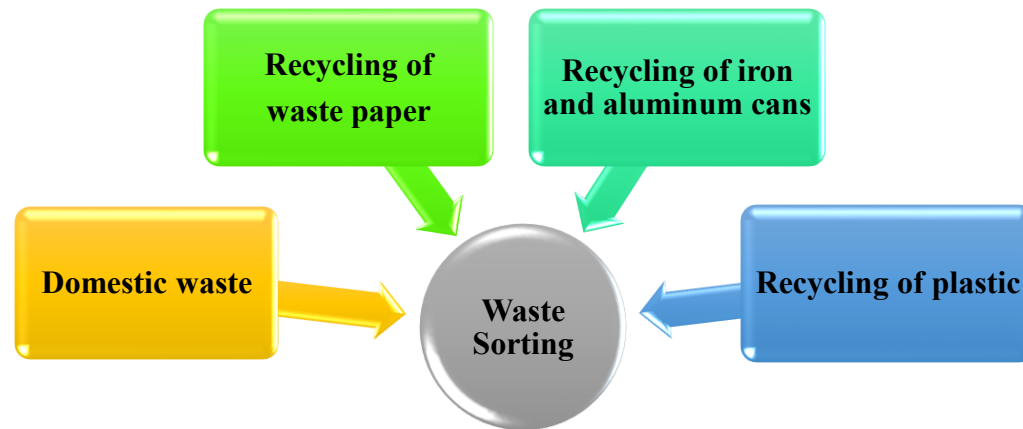 Recycling of
waste paper
Recycling of iron
and aluminum cans
Domestic waste
Recycling of plastic
Waste
Sorting